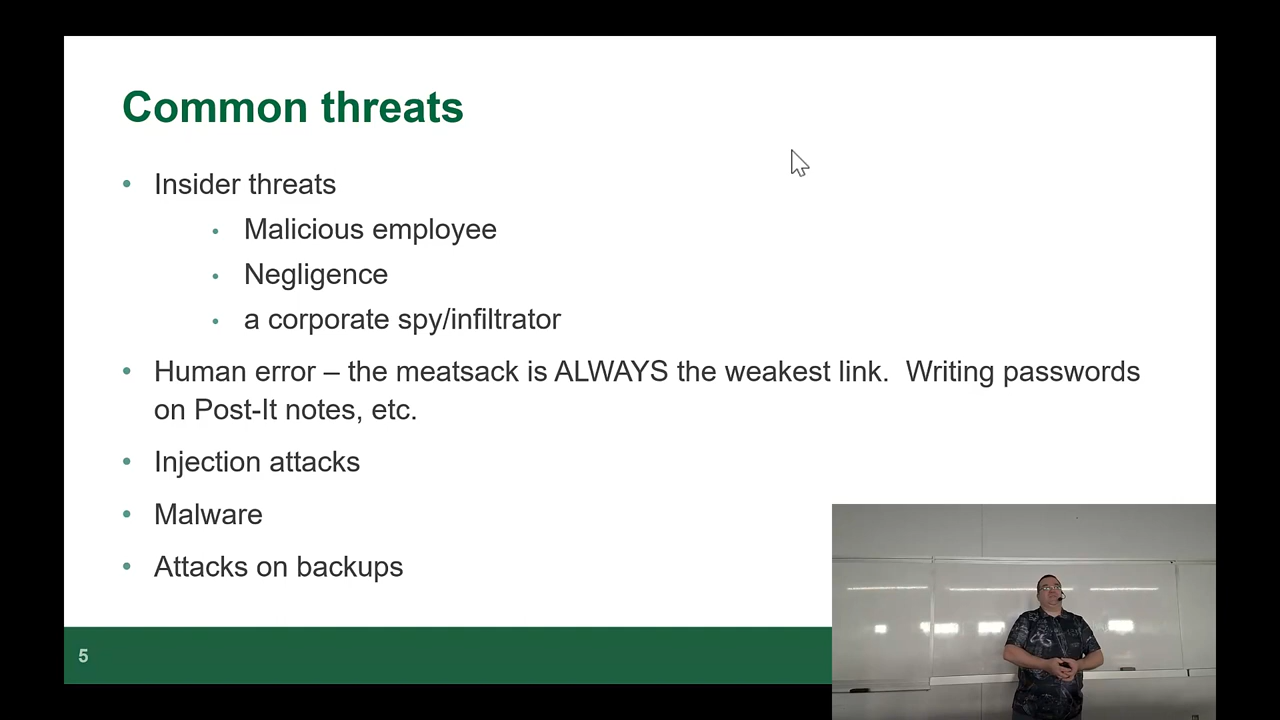 Common threats
• Insider threats
• Malicious employee
• Negligence
• a corporate spy/infiltrator
• Human error – the meatsack is ALWAYS the weakest link.  Writing passwords
on Post-It notes, etc.
• Injection attacks
• Malware
• Attacks on backups
5